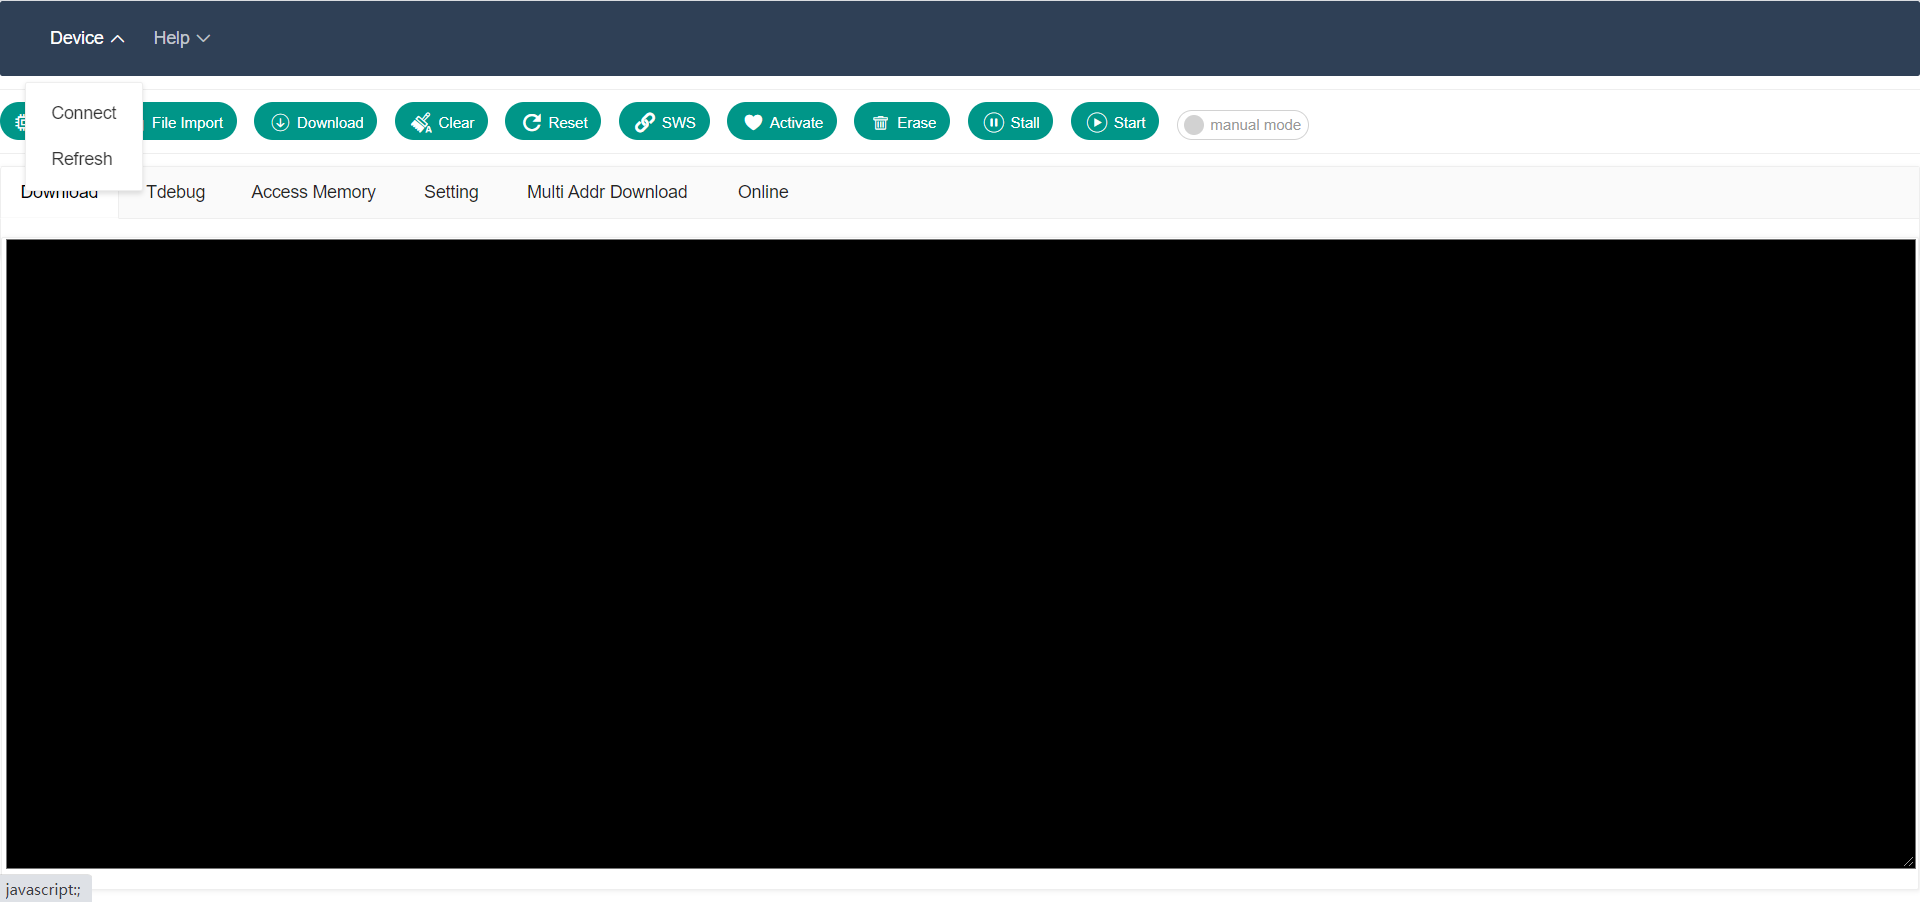 Device Help
Connect
Refresh
File Import Download Clear Reset SWS Activate Erase Stall Start manual mode
Download Tdebug Access Memory Setting Multi Addr Download Online
javascript:;